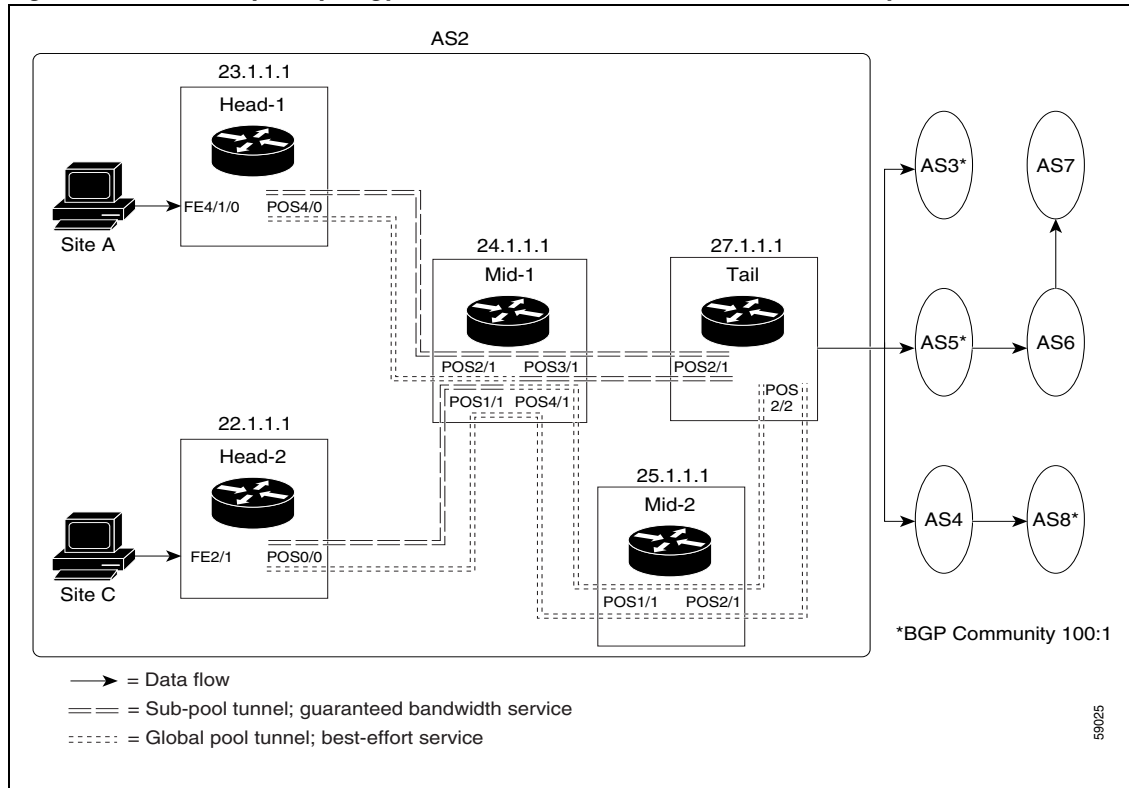 AS2
23.1.1.1
Head-1
FE4/1/0
POS4/0
Site A
24.1.1.1
Mid-1
POS2/1
POS3/1
POS1/1
POS4/1
27.1.1.1
Tail
POS2/1
POS
2/2
22.1.1.1
Head-2
FE2/1
POS0/0
Site C
25.1.1.1
Mid-2
POS1/1
POS2/1
AS3*
AS7
AS5*
AS6
AS4
AS8*
*BGP Community 100:1
= Data flow
= Sub-pool tunnel; guaranteed bandwidth service
= Global pool tunnel; best-effort service
59025